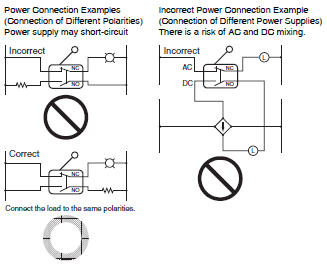 Power Connection Examples
(Connection of Different Polarities)
Power supply may short-circuit
Incorrect
NC
NO
Correct
NC
NO
Connect the load to the same polarities.
Incorrect Power Connection Example
(Connection of Different Power Supplies)
There is a risk of AC and DC mixing.
Incorrect
L
AC
NC
DC
NO
L